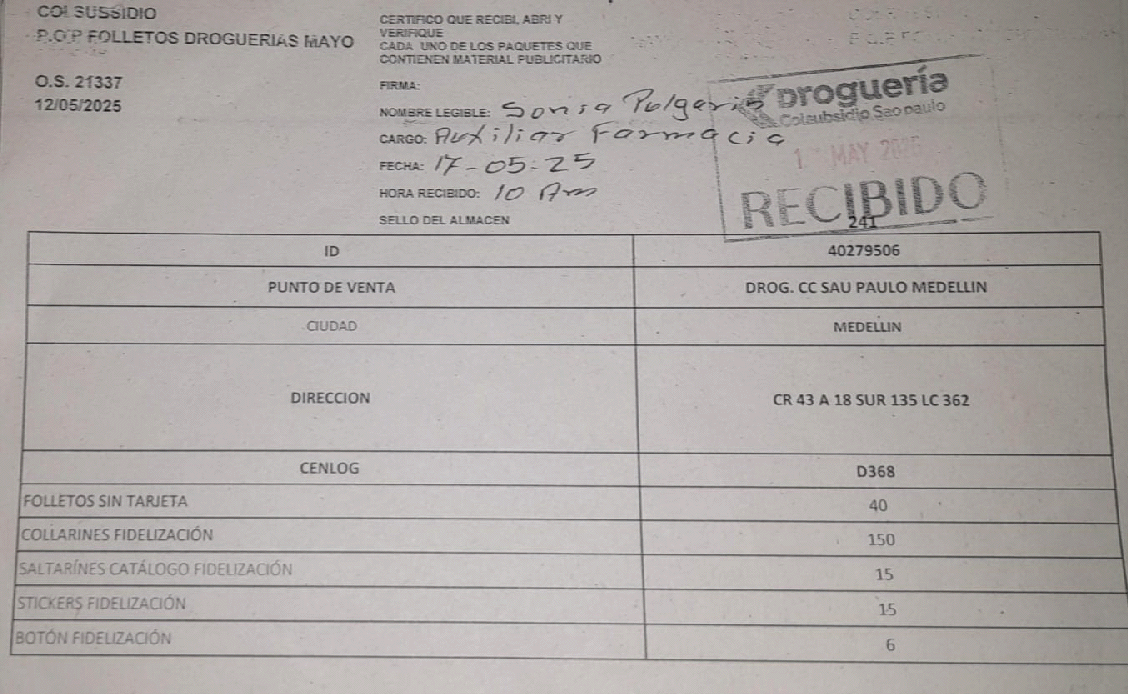 COLSUSSIDIO
P.O.P FOLLETOS DROGUERIAS MAYO
O.S. 21337
12/05/2025
CERTIFICO QUE RECIBI, ABRI Y
VERIFIQUE
CADA UNO DE LOS PAQUETES QUE
CONTIENEN MATERIAL PUBLICITARIO
FIRMA:
NOMBRE LEGIBLE: Sonia Pulgarin
CARGO: Auxiliar Farmacia
FECHA: 17-05-25
HORA RECIBIDO: 10 Am
SELLO DEL ALMACEN
Droguería
Colsubsidio Sao paulo
MAY 2025
RECIBIDO
241
ID 40279506
PUNTO DE VENTA DROG. CC SAU PAULO MEDELLIN
CIUDAD MEDELLIN
DIRECCION CR 43 A 18 SUR 135 LC 362
CENLOG D368
FOLLETOS SIN TARJETA 40
COLLARINES FIDELIZACIÓN 150
SALTARÍNES CATÁLOGO FIDELIZACIÓN 15
STICKERS FIDELIZACIÓN 15
BOTÓN FIDELIZACIÓN 6